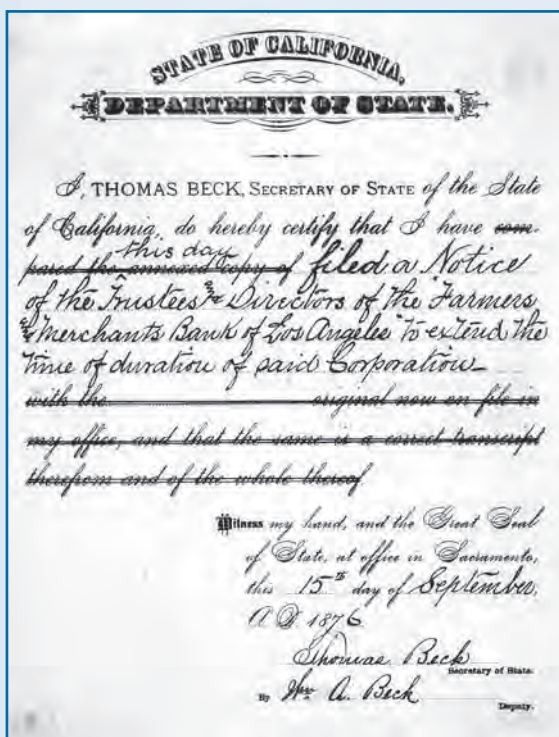 STATE OF CALIFORNIA,
DEPARTMENT OF STATE.
I, THOMAS BECK, SECRETARY OF STATE of the State
of California, do hereby certify that I have com-
this day
pared the annexed copy of filed a Notice
of the Trustees & Directors of the "Farmers
& Merchants Bank of Los Angeles" to extend the
time of duration of said Corporation
with the original now on file in
my office, and that the same is a correct transcript
therefrom and of the whole thereof
Witness my hand, and the Great Seal
of State, at office in Sacramento,
this 15th day of September,
A.D. 1876
Thomas Beck
Secretary of State.
By Wm A. Beck
Deputy.